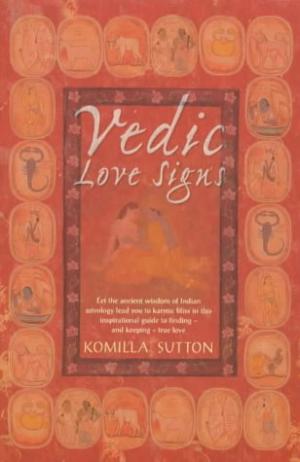 Vedic
Love Signs
Let the ancient wisdom of Indian
astrology lead you to karmic bliss in this
inspirational guide to finding –
and keeping – true love
KOMILLA SUTTON